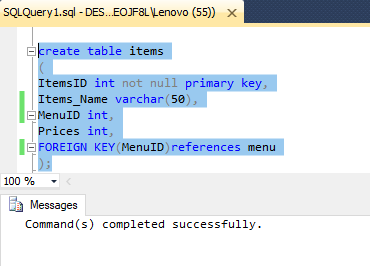 SQLQuery1.sql - DES...EOJF8L\Lenovo (55))
create table items
(
ItemsID int not null primary key,
Items_Name varchar(50),
MenuID int,
Prices int,
FOREIGN KEY(MenuID)references menu
);
100 %
Messages
Command(s) completed successfully.